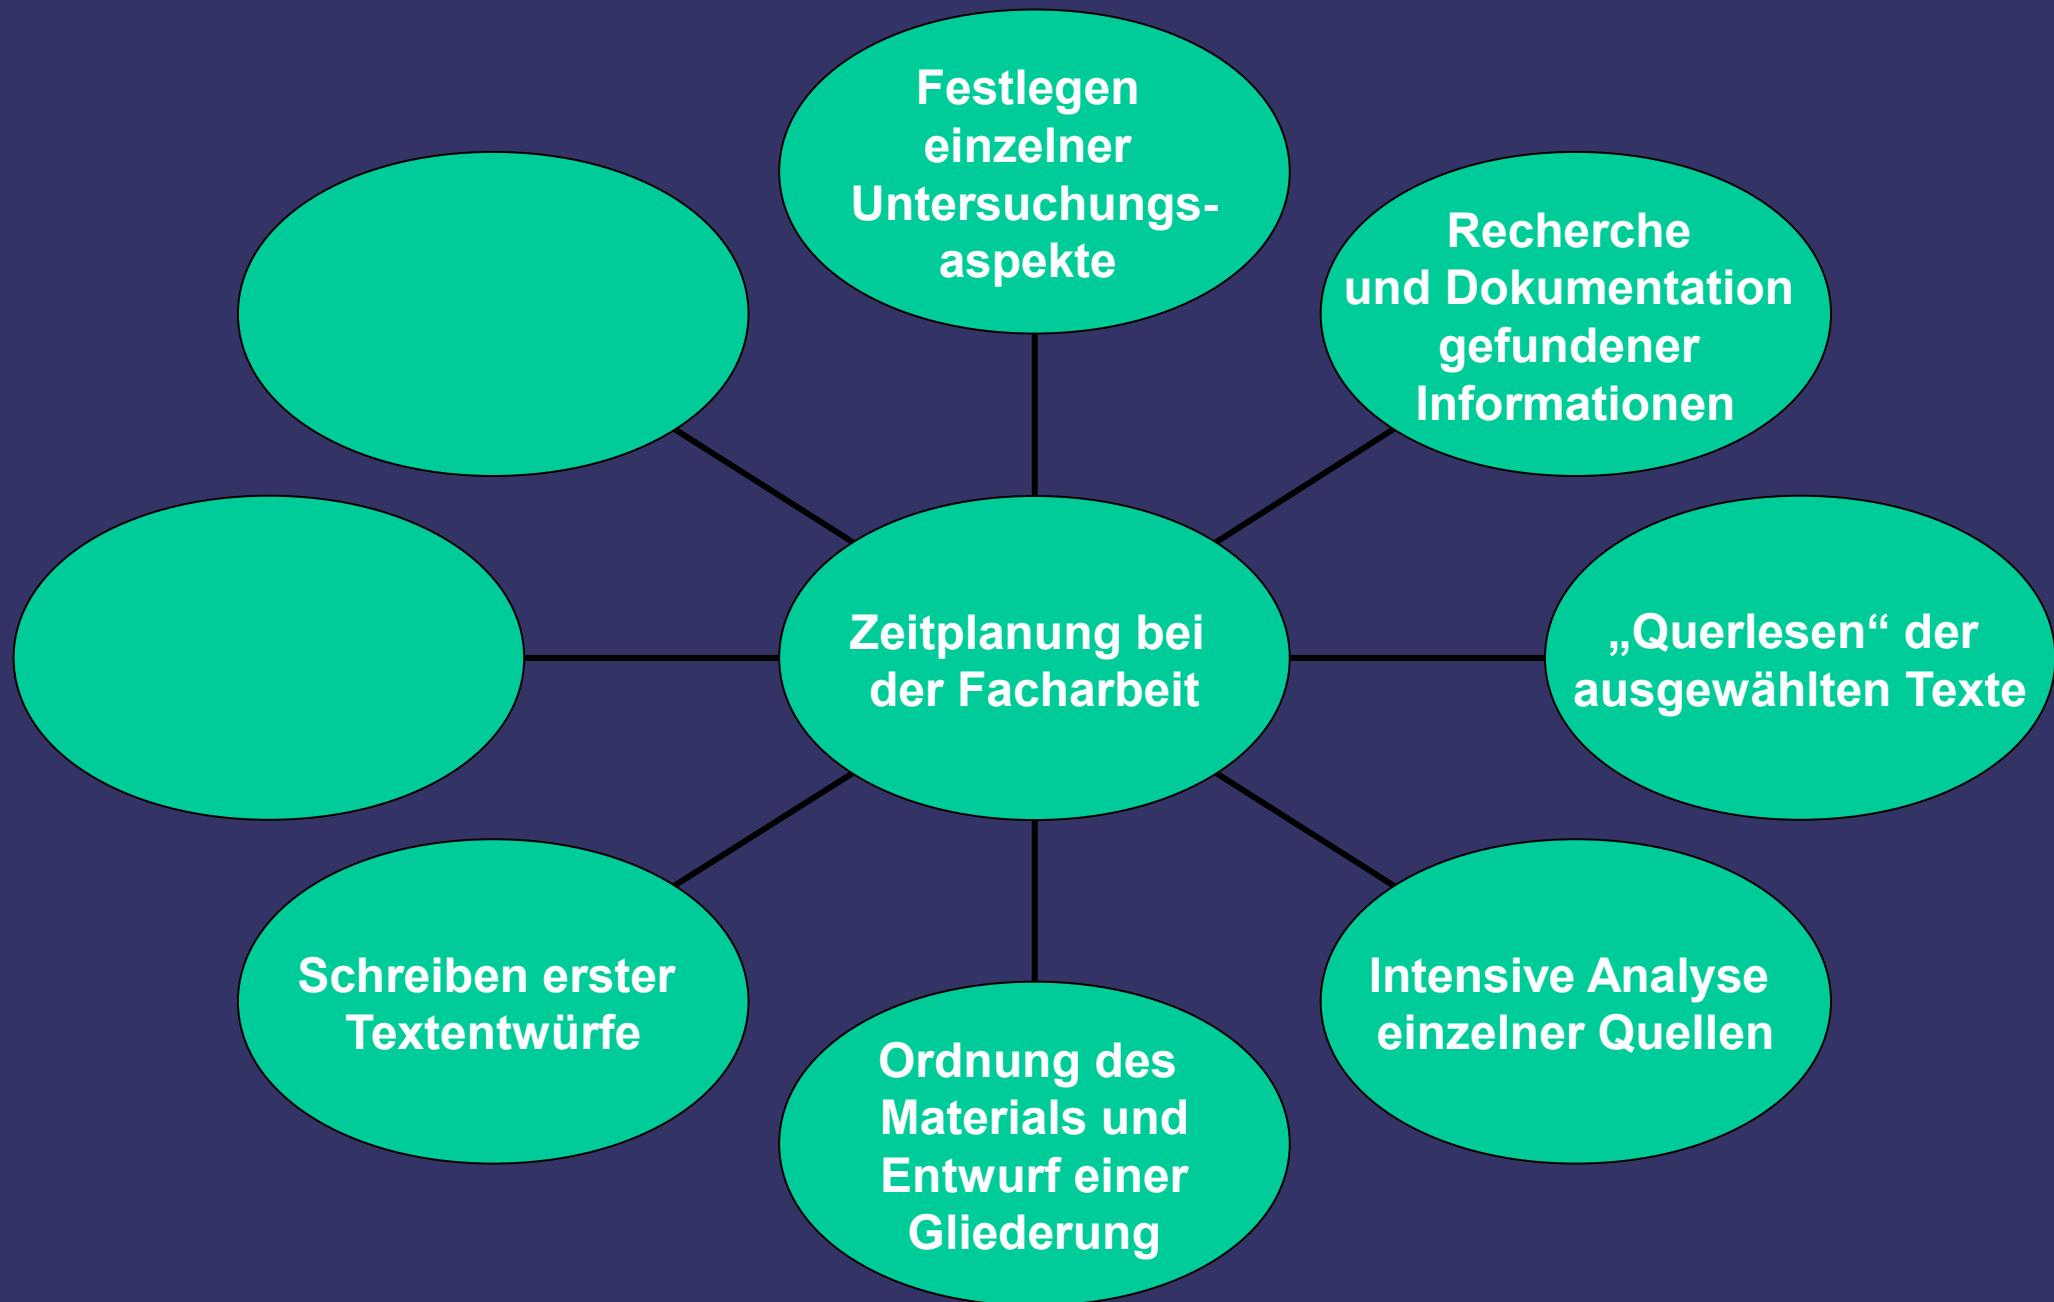 Festlegen
einzelner
Untersuchungs-
aspekte
Recherche
und Dokumentation
gefundener
Informationen
Zeitplanung bei
der Facharbeit
„Querlesen“ der
ausgewählten Texte
Intensive Analyse
einzelner Quellen
Ordnung des
Materials und
Entwurf einer
Gliederung
Schreiben erster
Textentwürfe